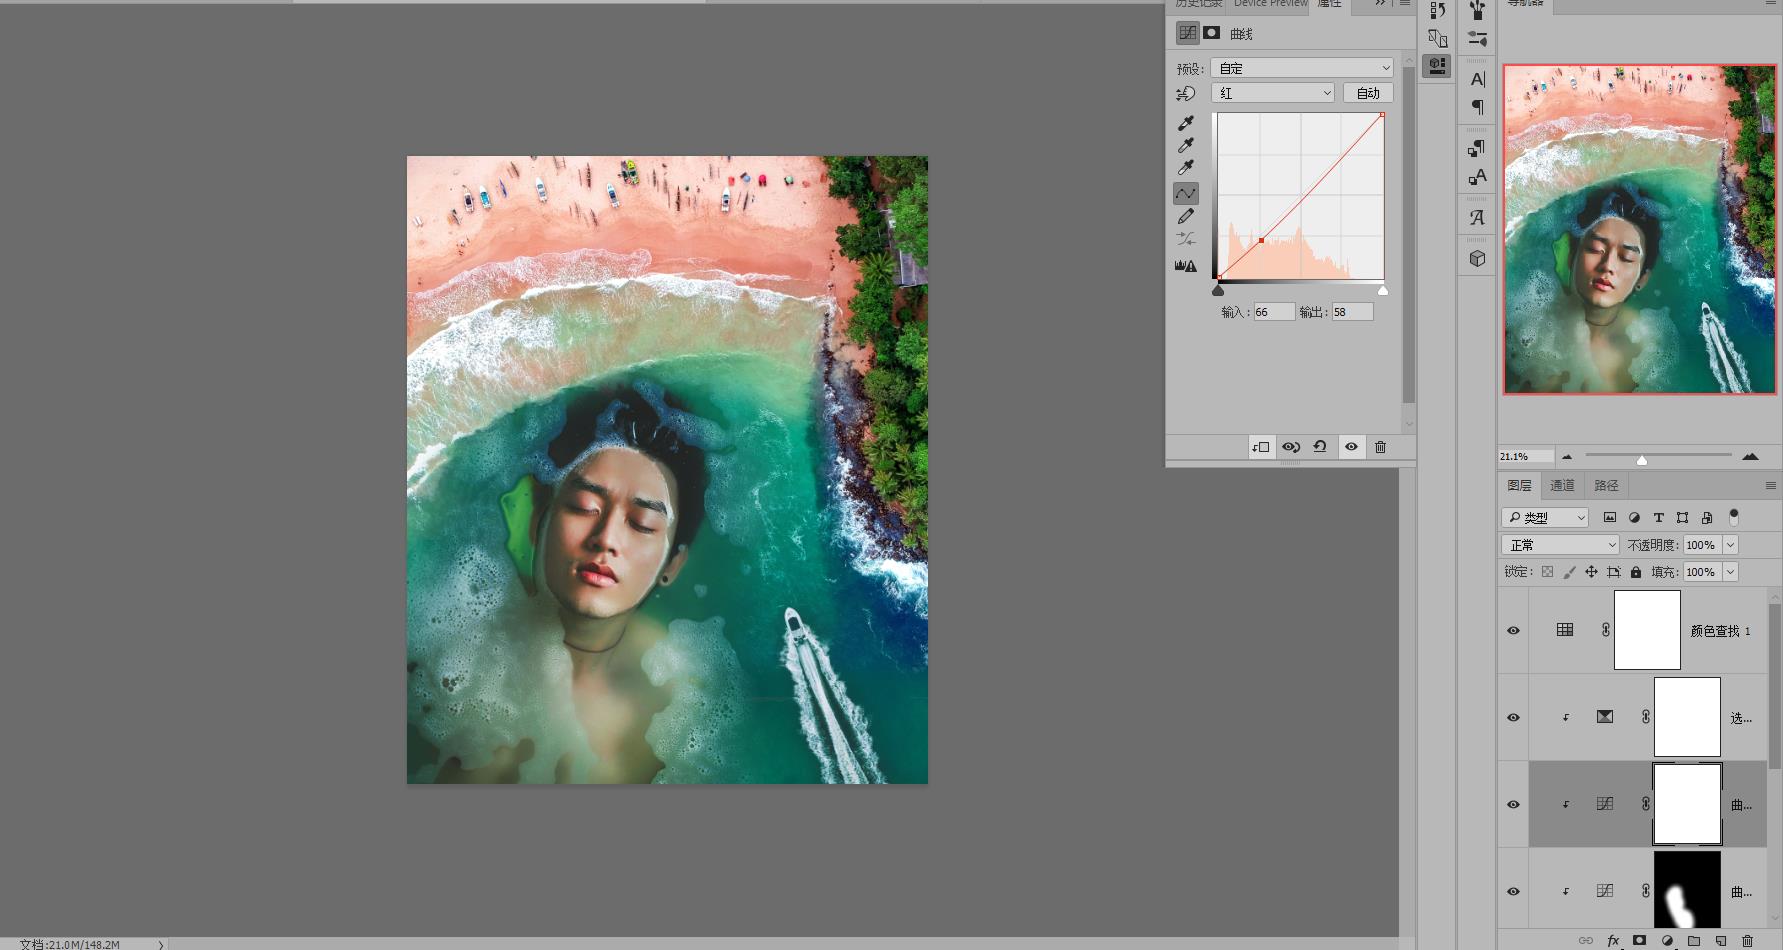 历史记录 Device Preview 属性
导航器
曲线
预设: 自定
红 自动
输入: 66 输出: 58
A
¶
¶
A
A
21.1%
图层 通道 路径
类型
T
正常 不透明度: 100%
锁定: 填充: 100%
颜色查找 1
选...
曲...
曲...
fx
文档:21.0M/148.2M